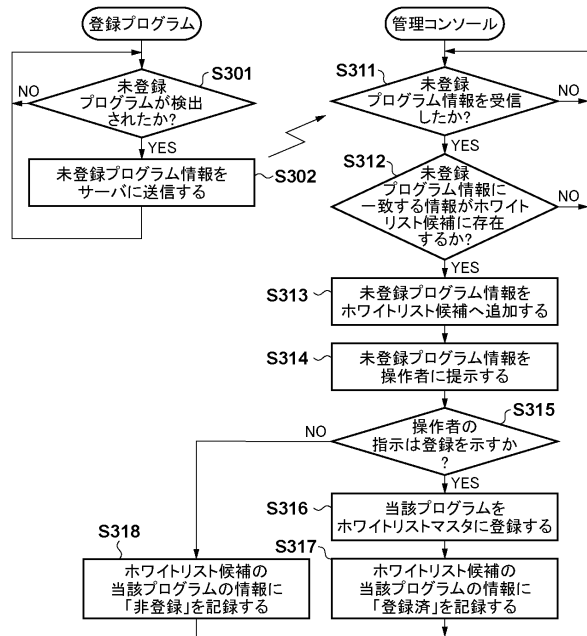 登録プログラム
S301
未登録
プログラムが検出
されたか?
NO
YES
未登録プログラム情報を
サーバに送信する
S302
管理コンソール
S311
未登録
プログラム情報を受信
したか?
NO
YES
S312
未登録
プログラム情報に
一致する情報がホワイト
リスト候補に存在
するか?
NO
YES
S313
未登録プログラム情報を
ホワイトリスト候補へ追加する
S314
未登録プログラム情報を
操作者に提示する
S315
操作者の
指示は登録を示すか
?
NO
YES
S316
当該プログラムを
ホワイトリストマスタに登録する
S317
ホワイトリスト候補の
当該プログラムの情報に
「登録済」を記録する
S318
ホワイトリスト候補の
当該プログラムの情報に
「非登録」を記録する